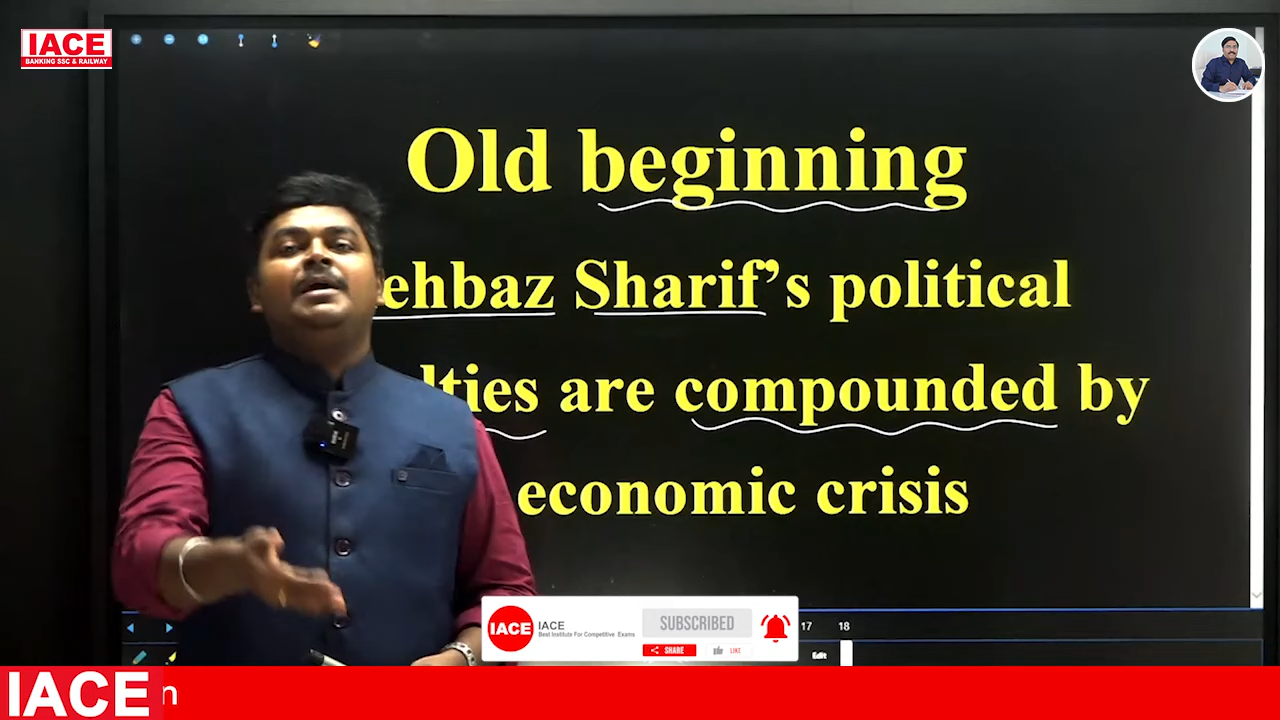 IACE
BANKING SSC & RAILWAY
Old beginning
ehbaz Sharif's political
lties are compounded by
economic crisis
IACE
IACE
Best Institute For Competitive Exams
SUBSCRIBED
SHARE
LIKE
17 18
Edit
IACE n